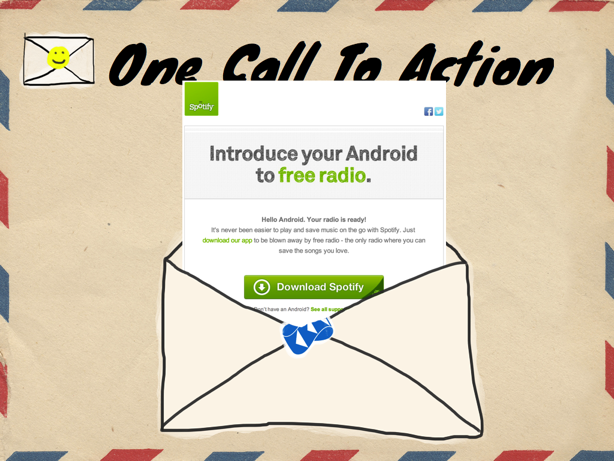 One Call To Action
Spotify
Introduce your Android
to free radio.
Hello Android. Your radio is ready!
It's never been easier to play and save music on the go with Spotify. Just
download our app to be blown away by free radio - the only radio where you can
save the songs you love.
Download Spotify
Don't have an Android? See all